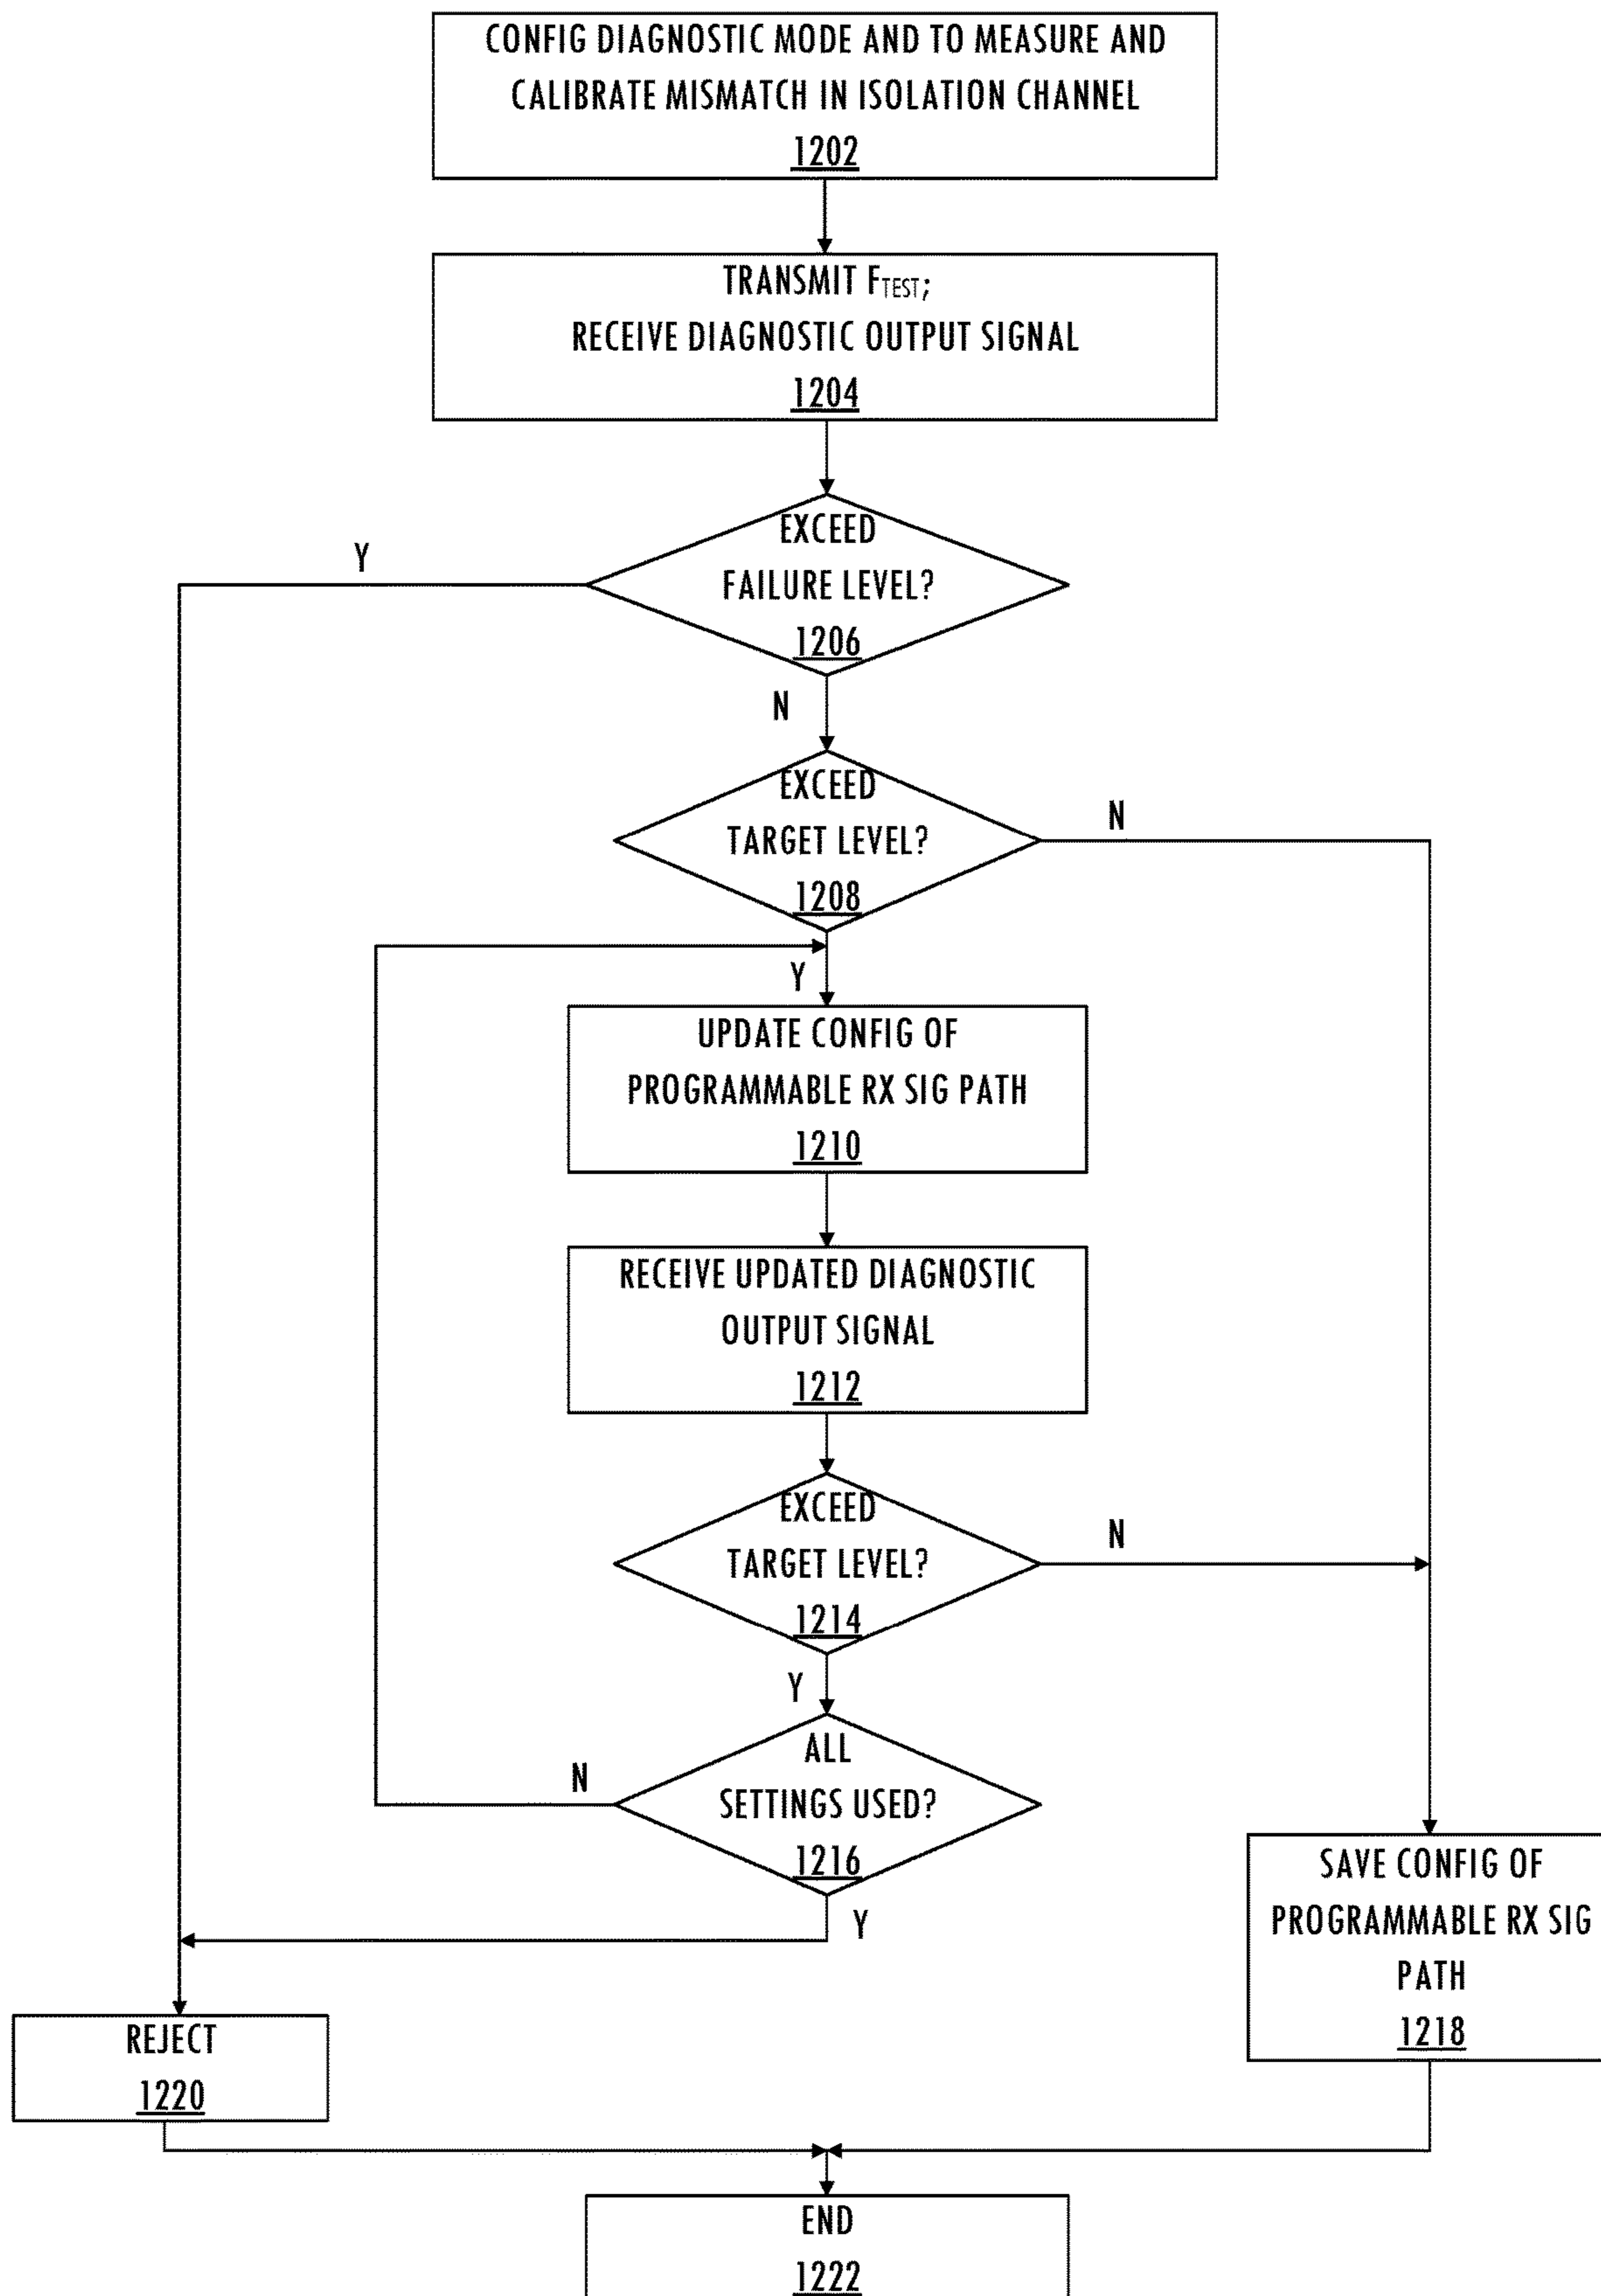 CONFIG DIAGNOSTIC MODE AND TO MEASURE AND
CALIBRATE MISMATCH IN ISOLATION CHANNEL
1202
TRANSMIT FTEST;
RECEIVE DIAGNOSTIC OUTPUT SIGNAL
1204
EXCEED
FAILURE LEVEL?
1206
Y
N
EXCEED
TARGET LEVEL?
1208
N
Y
UPDATE CONFIG OF
PROGRAMMABLE RX SIG PATH
1210
RECEIVE UPDATED DIAGNOSTIC
OUTPUT SIGNAL
1212
EXCEED
TARGET LEVEL?
1214
N
Y
ALL
SETTINGS USED?
1216
N
Y
SAVE CONFIG OF
PROGRAMMABLE RX SIG
PATH
1218
REJECT
1220
END
1222